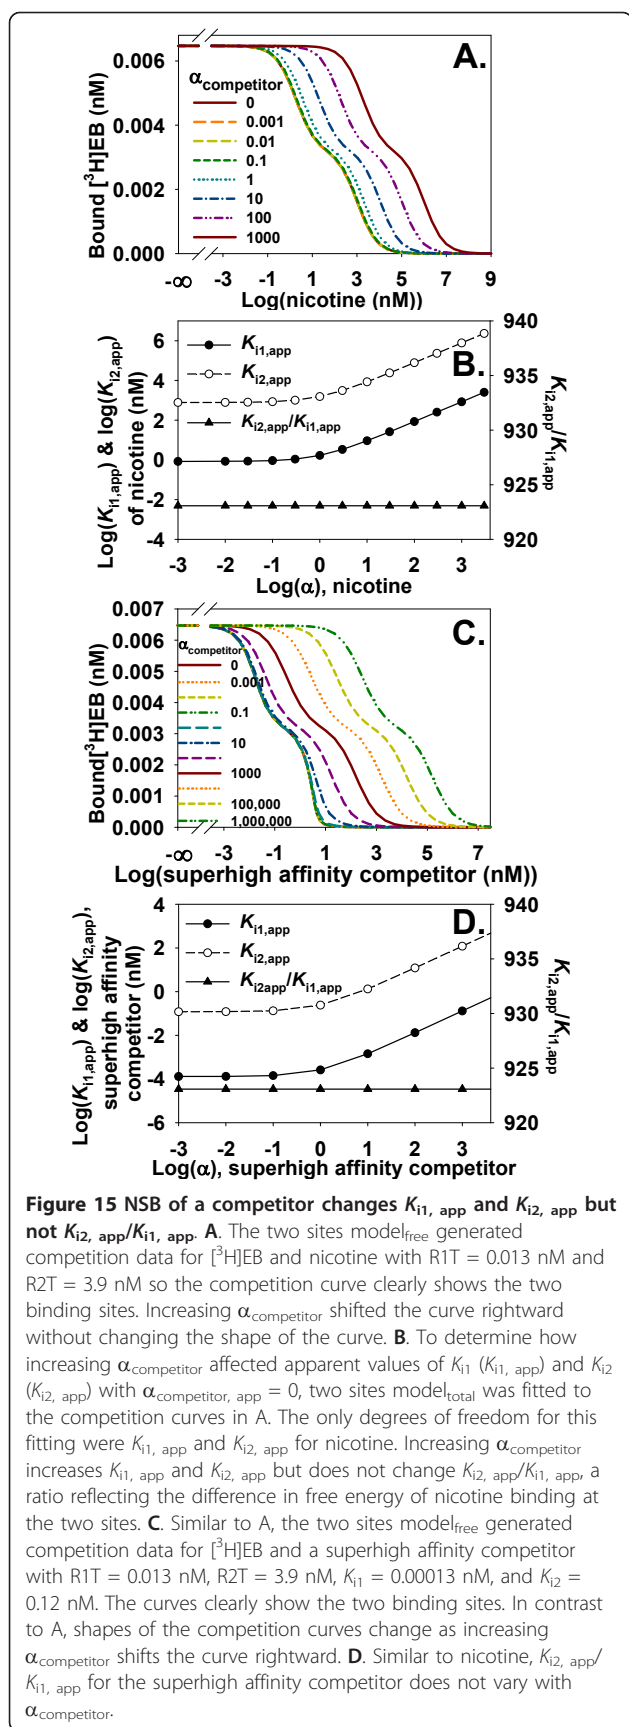 A.
Bound [³H]EB (nM)
0.006
0.004
0.002
0.000
α competitor
0
0.001
0.01
0.1
1
10
100
1000
-∞ -3 -1 1 3 5 7 9
Log(nicotine (nM))
B.
Log(Ki1,app) & log(Ki2,app)
of nicotine (nM)
6
4
2
0
-2
-4
Ki1,app
Ki2,app
Ki2,app/Ki1,app
940
935
930
925
920
Ki2,app/Ki1,app
-3 -2 -1 0 1 2 3
Log(α), nicotine
C.
Bound[³H]EB (nM)
0.007
0.006
0.005
0.004
0.003
0.002
0.001
0.000
α competitor
0
0.001
0.1
10
1000
100,000
1,000,000
-∞ -3 -1 1 3 5 7
Log(superhigh affinity competitor (nM))
D.
Log(Ki1,app) & log(Ki2,app),
superhigh affinity
competitor (nM)
4
2
0
-2
-4
-6
Ki1,app
Ki2,app
Ki2app/Ki1,app
940
935
930
925
920
Ki2,app/Ki1,app
-3 -2 -1 0 1 2 3
Log(α), superhigh affinity competitor
Figure 15 NSB of a competitor changes Ki1, app and Ki2, app but
not Ki2, app/Ki1, app. A. The two sites modelfree generated
competition data for [³H]EB and nicotine with R1T = 0.013 nM and
R2T = 3.9 nM so the competition curve clearly shows the two
binding sites. Increasing αcompetitor shifted the curve rightward
without changing the shape of the curve. B. To determine how
increasing αcompetitor affected apparent values of Ki1 (Ki1, app) and Ki2
(Ki2, app) with αcompetitor, app = 0, two sites modeltotal was fitted to
the competition curves in A. The only degrees of freedom for this
fitting were Ki1, app and Ki2, app for nicotine. Increasing αcompetitor
increases Ki1, app and Ki2, app but does not change Ki2, app/Ki1, app, a
ratio reflecting the difference in free energy of nicotine binding at
the two sites. C. Similar to A, the two sites modelfree generated
competition data for [³H]EB and a superhigh affinity competitor
with R1T = 0.013 nM, R2T = 3.9 nM, Ki1 = 0.00013 nM, and Ki2 =
0.12 nM. The curves clearly show the two binding sites. In contrast
to A, shapes of the competition curves change as increasing
αcompetitor shifts the curve rightward. D. Similar to nicotine, Ki2, app/
Ki1, app for the superhigh affinity competitor does not vary with
αcompetitor.